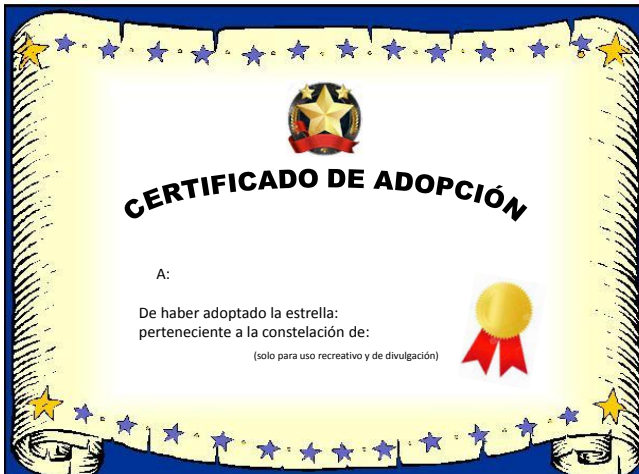 CERTIFICADO DE ADOPCIÓN
A:
De haber adoptado la estrella:
perteneciente a la constelación de:
(solo para uso recreativo y de divulgación)